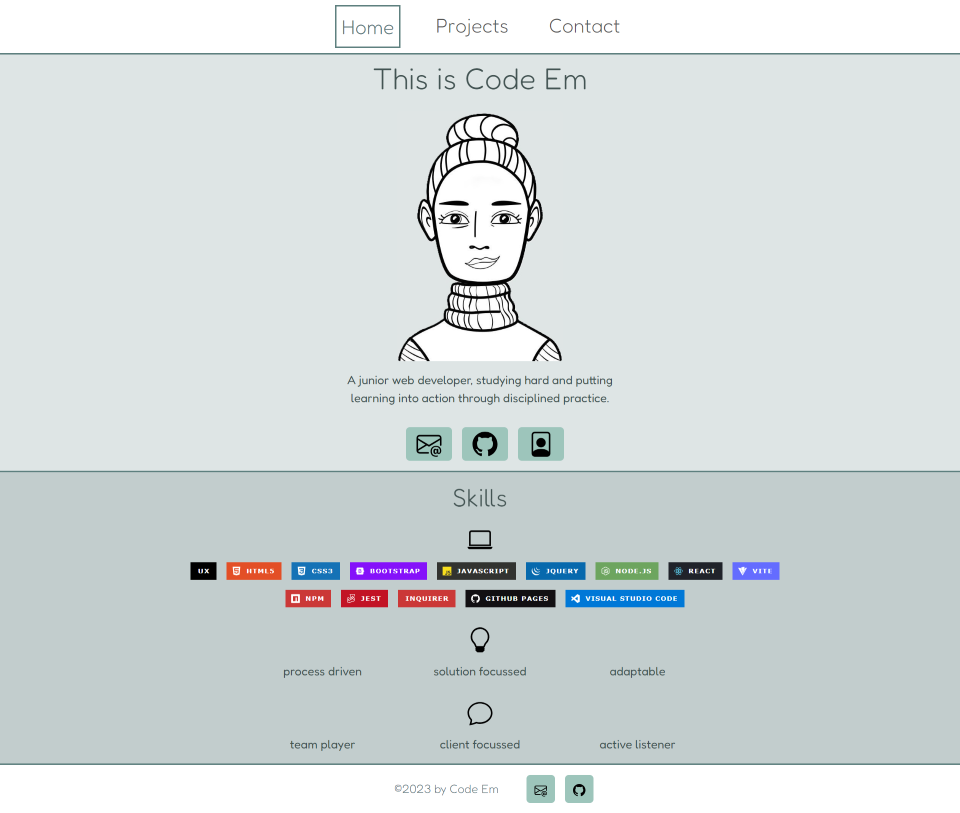 Home Projects Contact
This is Code Em
A junior web developer, studying hard and putting
learning into action through disciplined practice.
Skills
UX HTML5 CSS3 BOOTSTRAP JAVASCRIPT JQUERY NODE.JS REACT VITE
NPM JEST INQUIRER GITHUB PAGES VISUAL STUDIO CODE
process driven solution focussed adaptable
team player client focussed active listener
©2023 by Code Em